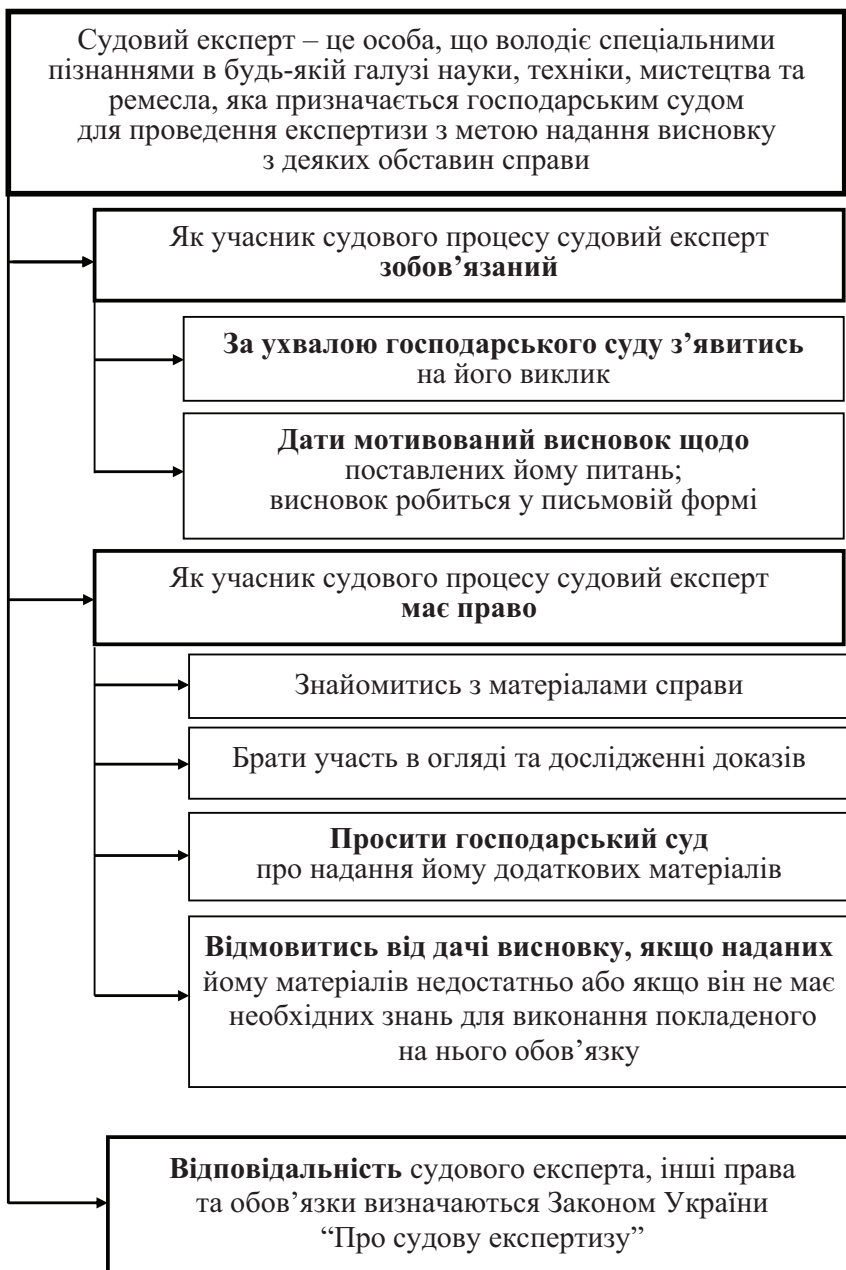 Судовий експерт – це особа, що володіє спеціальними
пізнаннями в будь-якій галузі науки, техніки, мистецтва та
ремесла, яка призначається господарським судом
для проведення експертизи з метою надання висновку
з деяких обставин справи
Як учасник судового процесу судовий експерт
зобов’язаний
За ухвалою господарського суду з’явитись
на його виклик
Дати мотивований висновок щодо
поставлених йому питань;
висновок робиться у письмовій формі
Як учасник судового процесу судовий експерт
має право
Знайомитись з матеріалами справи
Брати участь в огляді та дослідженні доказів
Просити господарський суд
про надання йому додаткових матеріалів
Відмовитись від дачі висновку, якщо наданих
йому матеріалів недостатньо або якщо він не має
необхідних знань для виконання покладеного
на нього обов’язку
Відповідальність судового експерта, інші права
та обов’язки визначаються Законом України
“Про судову експертизу”